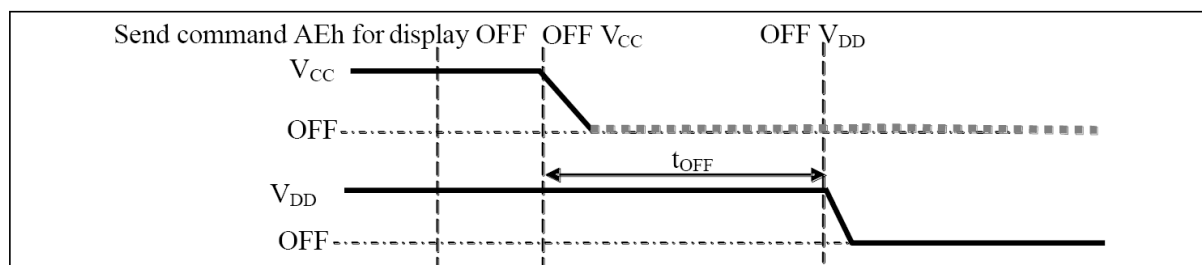 Send command AEh for display OFF OFF VCC OFF VDD
VCC
OFF
tOFF
VDD
OFF